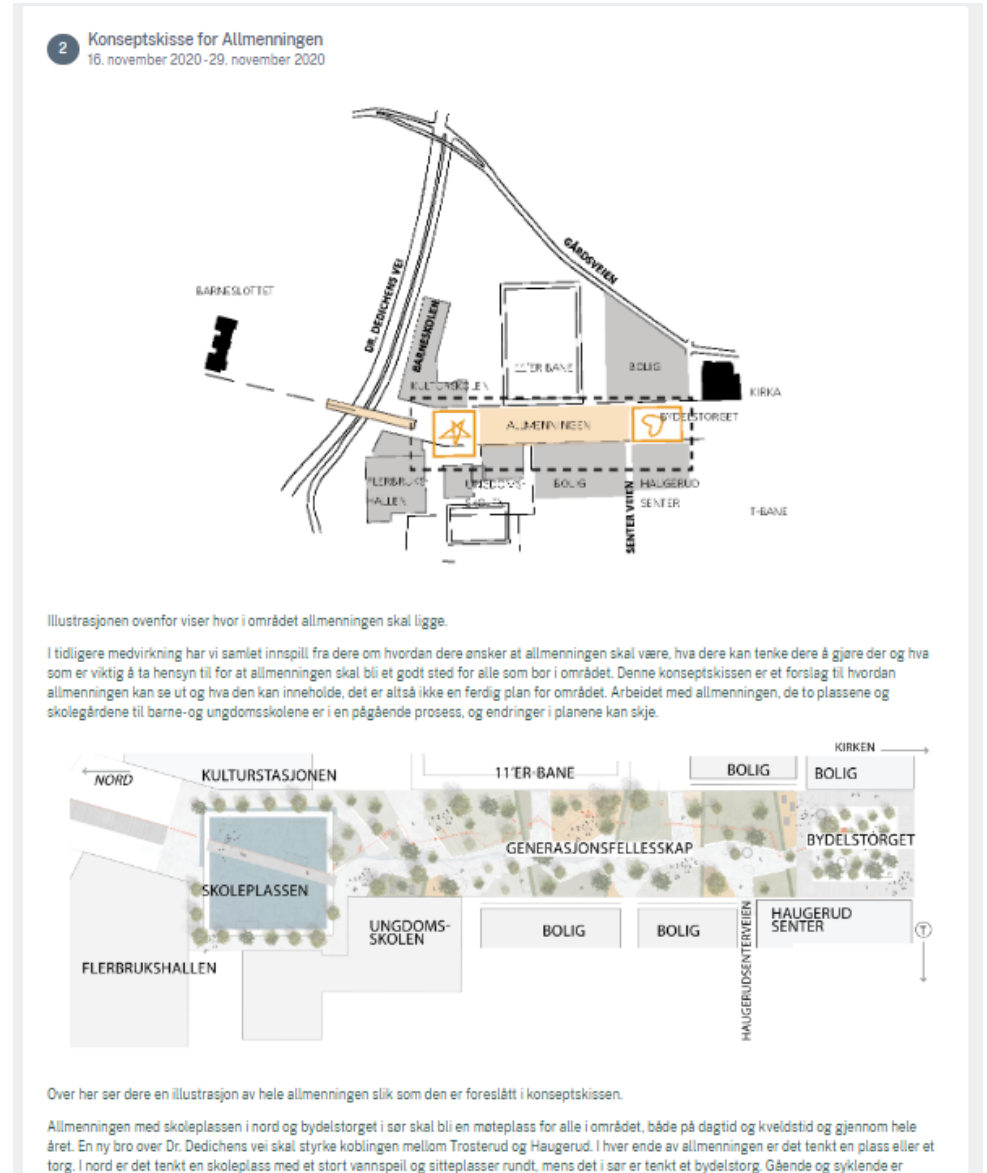 2
Konseptskisse for Allmenningen
16. november 2020-29. november 2020
GÅRDSVEIEN
DR. DEDICHENS VEI
BARNESLOTTET
BARNESKOLEN
11'ER BANE
BOLIG
KULTURSKOLEN
KIRKA
BYDELSTORGET
ALLMENNINGEN
FLERBRUKS-
HALLEN
UNGDOMS-
SKOLEN
BOLIG
HAUGERUD
SENTER
SENTER VEIEN
T-BANE
Illustrasjonen ovenfor viser hvor i området allmenningen skal ligge.
I tidligere medvirkning har vi samlet innspill fra dere om hvordan dere ønsker at allmenningen skal være, hva dere kan tenke dere å gjøre der og hva
som er viktig å ta hensyn til for at allmenningen skal bli et godt sted for alle som bor i området. Denne konseptskissen er et forslag til hvordan
allmenningen kan se ut og hva den kan inneholde, det er altså ikke en ferdig plan for området. Arbeidet med allmenningen, de to plassene og
skolegårdene til barne-og ungdomsskolene er i en pågående prosess, og endringer i planene kan skje.
KIRKEN
NORD
KULTURSTASJONEN
11'ER-BANE
BOLIG
BOLIG
GENERASJONSFELLESSKAP
BYDELSTORGET
SKOLEPLASSEN
UNGDOMS-
SKOLEN
BOLIG
BOLIG
HAUGERUDSENTERVEIEN
HAUGERUD
SENTER
T
FLERBRUKSHALLEN
Over her ser dere en illustrasjon av hele allmenningen slik som den er foreslått i konseptskissen.
Allmenningen med skoleplassen i nord og bydelstorget i sør skal bli en møteplass for alle i området, både på dagtid og kveldstid og gjennom hele
året. En ny bro over Dr. Dedichens vei skal styrke koblingen mellom Trosterud og Haugerud. I hver ende av allmenningen er det tenkt en plass eller et
torg. I nord er det tenkt en skoleplass med et stort vannspeil og sitteplasser rundt, mens det i sør er tenkt et bydelstorg. Gående og syklende er